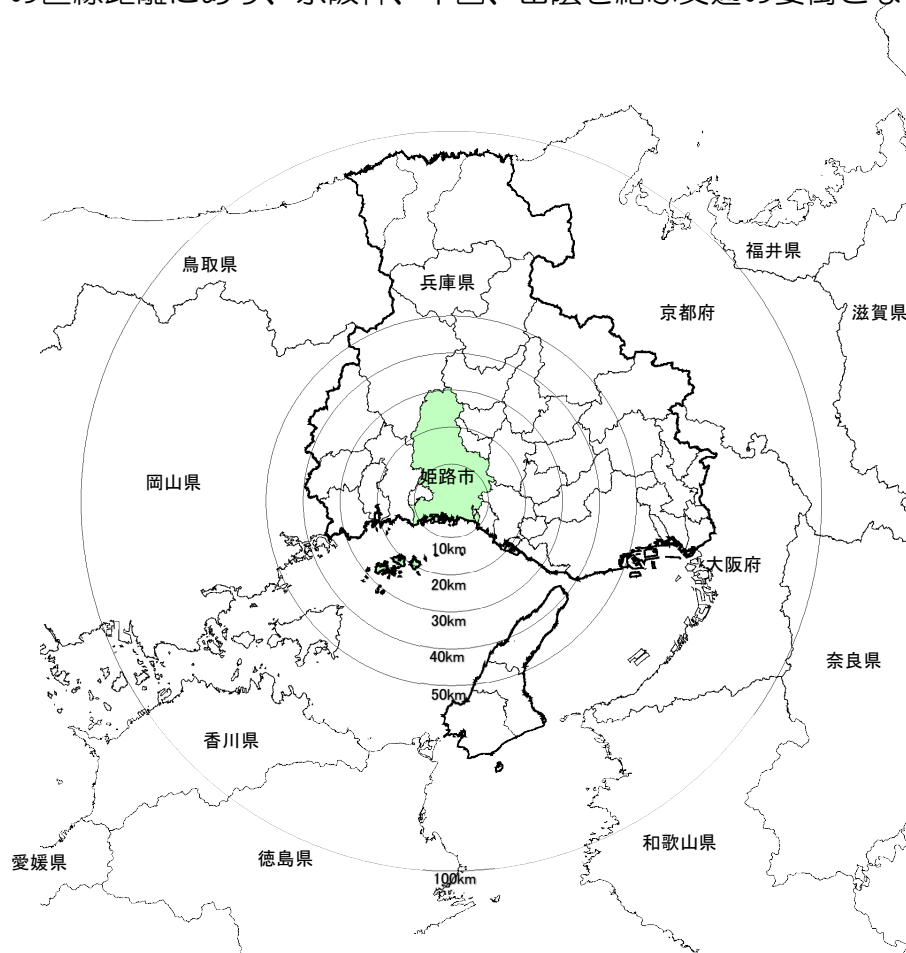 の直線距離にあり、京阪神、中国、山陰を結ぶ交通の要衝とな
福井県
鳥取県
兵庫県
京都府
滋賀県
姫路市
岡山県
10km
大阪府
20km
30km
40km
奈良県
50km
香川県
和歌山県
愛媛県
徳島県
100km